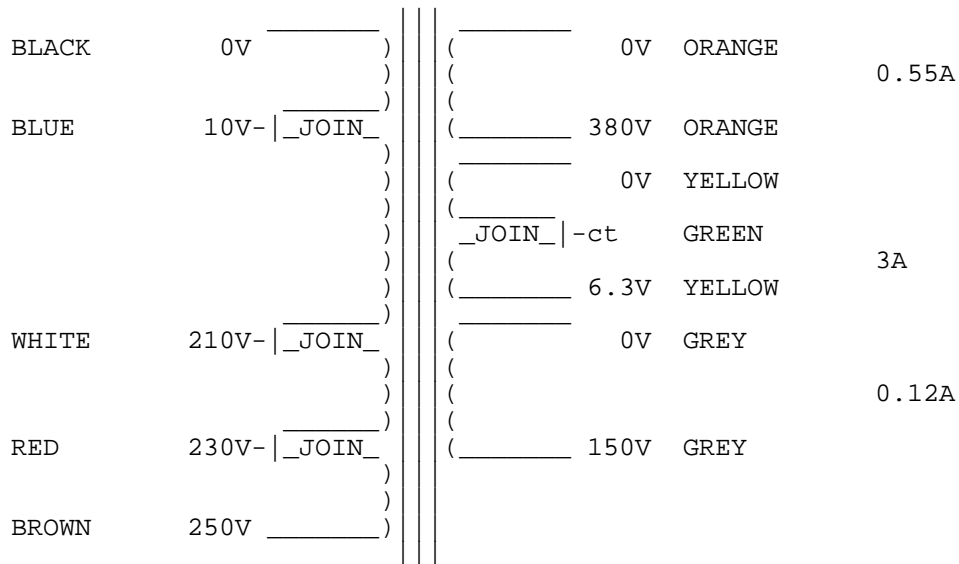 BLACK 0V 0V ORANGE
0.55A
BLUE 10V-|_JOIN_ 380V ORANGE
0V YELLOW
_JOIN_|-ct GREEN
3A
6.3V YELLOW
WHITE 210V-|_JOIN_ 0V GREY
0.12A
RED 230V-|_JOIN_ 150V GREY
BROWN 250V